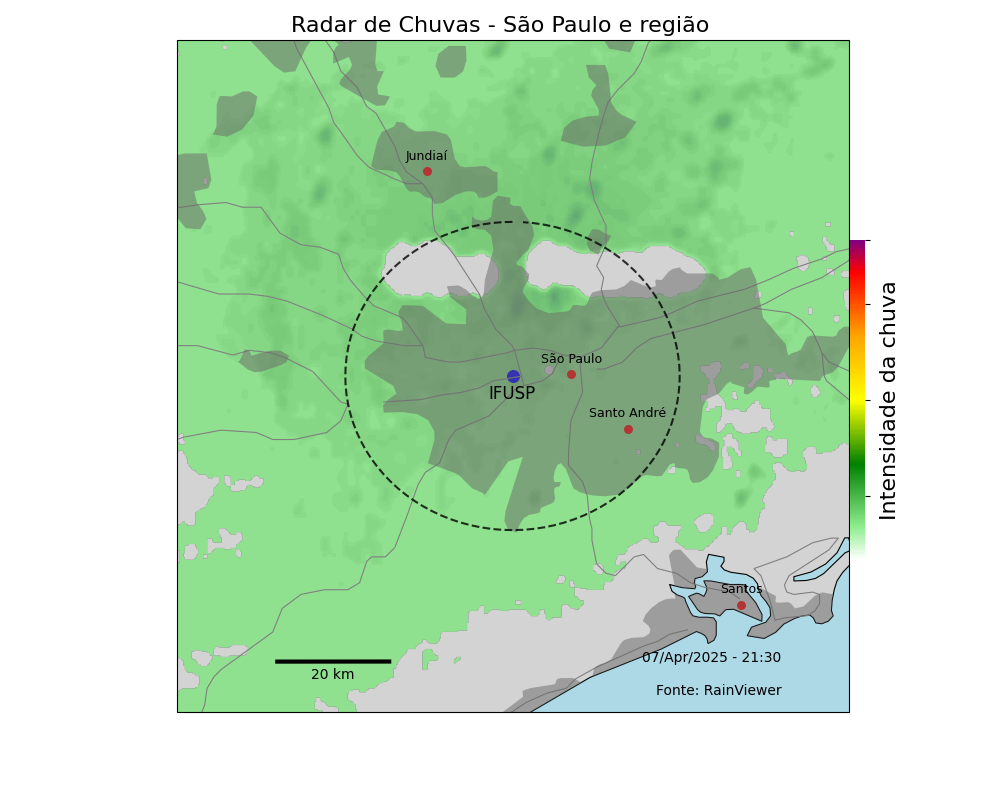 Radar de Chuvas - São Paulo e região
Jundiaí
São Paulo
IFUSP
Santo André
Santos
20 km
07/Apr/2025 - 21:30
Fonte: RainViewer
Intensidade da chuva